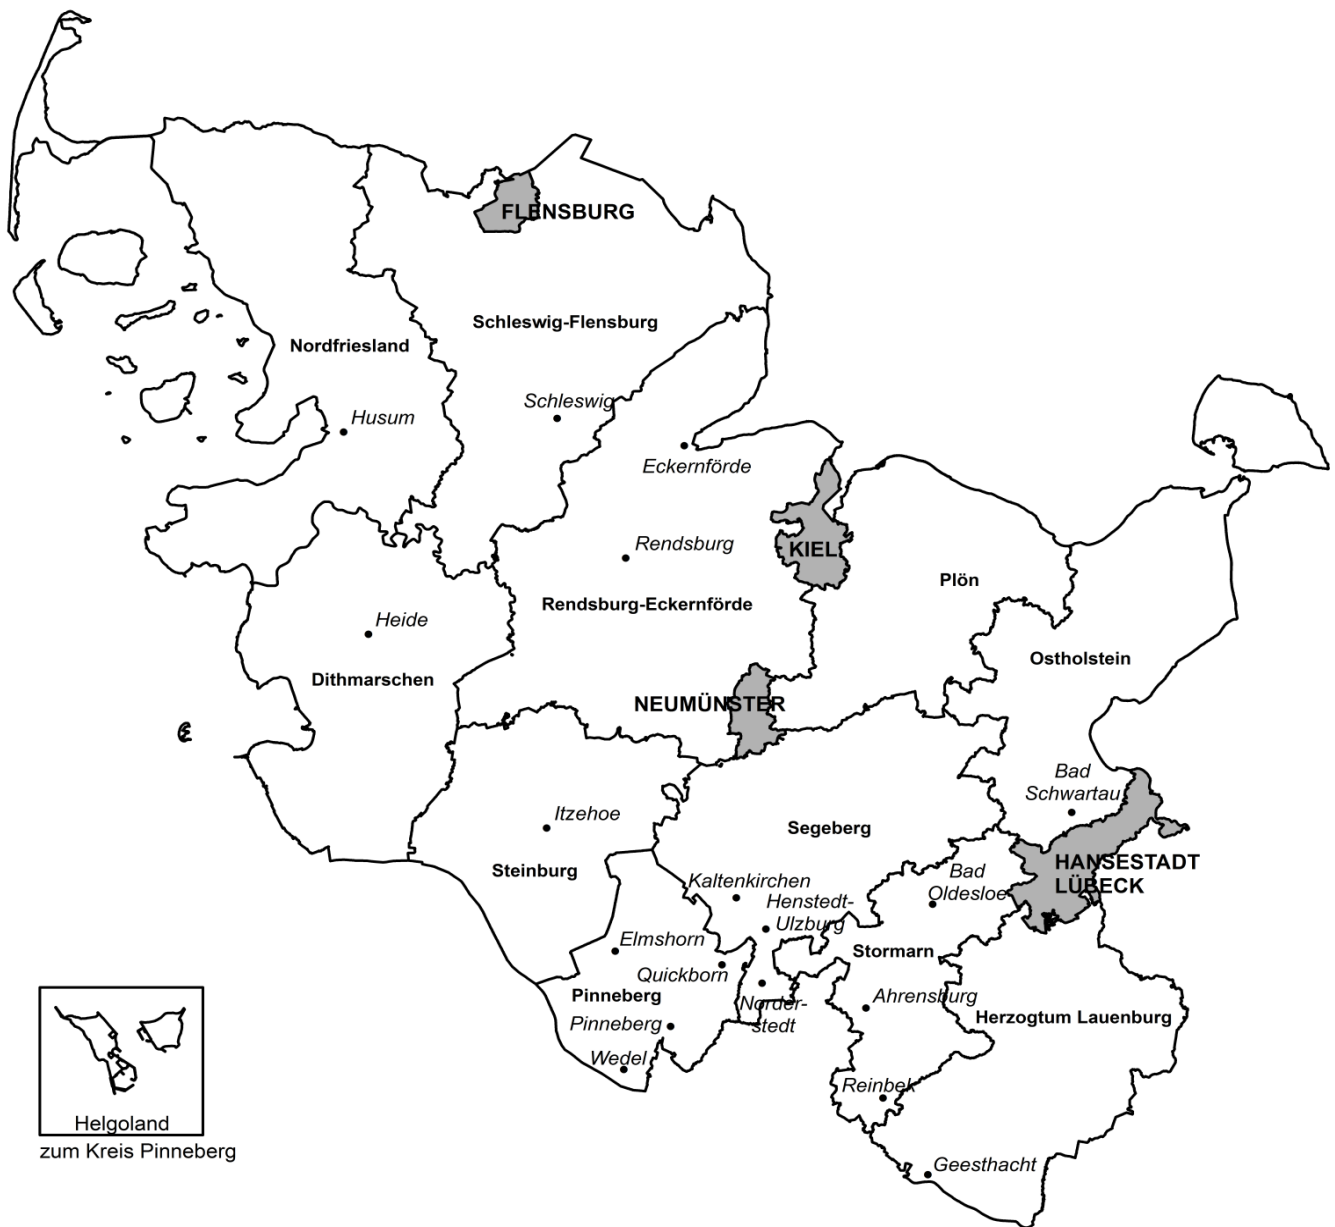 FLENSBURG
Schleswig-Flensburg
Nordfriesland
Schleswig
Husum
Eckernförde
Rendsburg
KIEL
Plön
Rendsburg-Eckernförde
Heide
Ostholstein
Dithmarschen
NEUMÜNSTER
Bad
Schwartau
Itzehoe
Segeberg
HANSESTADT
LÜBECK
Steinburg
Bad
Oldesloe
Kaltenkirchen
Henstedt-
Ulzburg
Elmshorn
Stormarn
Quickborn
Pinneberg
Norder-
stedt
Ahrensburg
Herzogtum Lauenburg
Pinneberg
Wedel
Reinbek
Helgoland
zum Kreis Pinneberg
Geesthacht